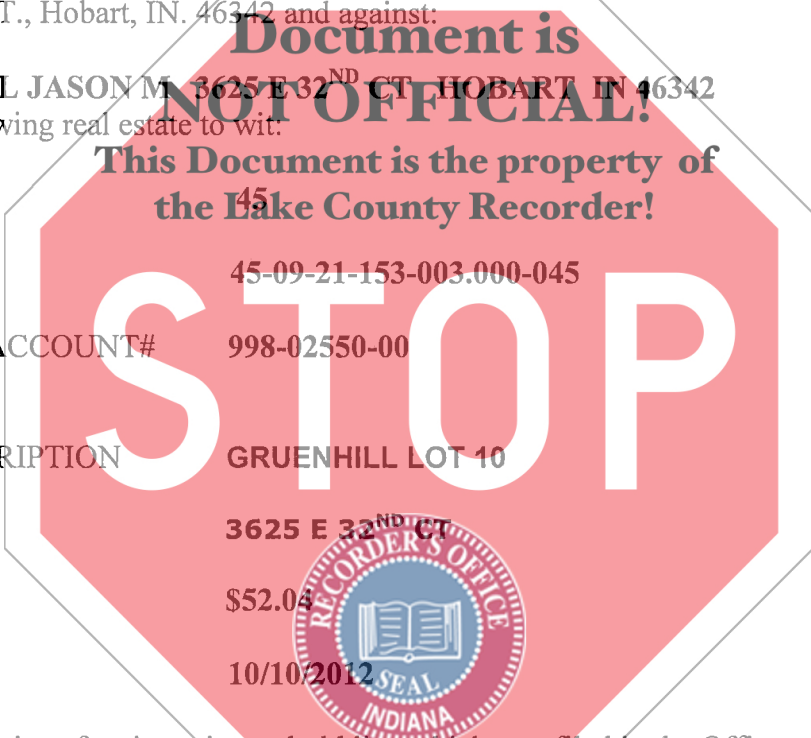 T., Hobart, IN. 46342 and against:
Document is
L JASON M 3625 E 32ND CT HOBART IN 46342
NOT OFFICIAL!
wing real estate to wit:
This Document is the property of
45
the Lake County Recorder!
45-09-21-153-003.000-045
STOP
ACCOUNT# 998-02550-00
RIPTION GRUENHILL LOT 10
3625 E 32ND CT
RECORDER'S OFFICE
$52.04
10/10/2012
SEAL
INDIANA